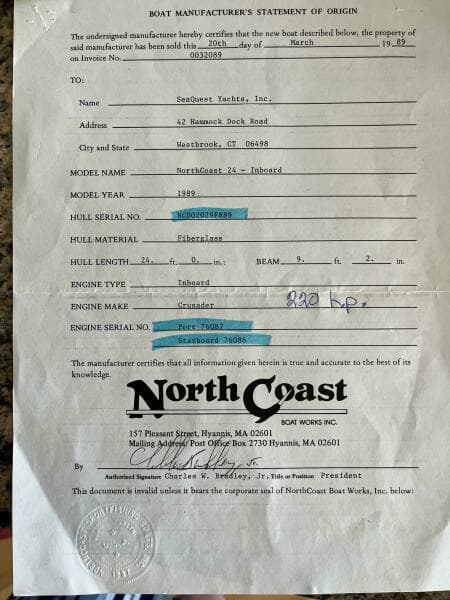 BOAT MANUFACTURER'S STATEMENT OF ORIGIN
The undersigned manufacturer hereby certifies that the new boat described below, the property of
said manufacturer has been sold this 20th day of March 19 89
on Invoice No. 0032089
TO:
Name SeaQuest Yachts, Inc.
Address 42 Hammock Dock Road
City and State Westbrook, CT 06498
MODEL NAME NorthCoast 24 - Inboard
MODEL YEAR 1989
HULL SERIAL NO. NCD02029F889
HULL MATERIAL Fiberglass
HULL LENGTH 24. ft. 0. in.; BEAM 9. ft. 2. in.
ENGINE TYPE Inboard
ENGINE MAKE Crusader 220 h.p.
ENGINE SERIAL NO. Port 76087
Starboard 76086
The manufacturer certifies that all information given herein is true and accurate to the best of its
knowledge.
NorthCoast
BOAT WORKS INC.
157 Pleasant Street, Hyannis, MA 02601
Mailing Address: Post Office Box 2730 Hyannis, MA 02601
By
Authorized Signature Charles W. Bradley, Jr. Title or Position President
This document is invalid unless it bears the corporate seal of NorthCoast Boat Works, Inc. below: